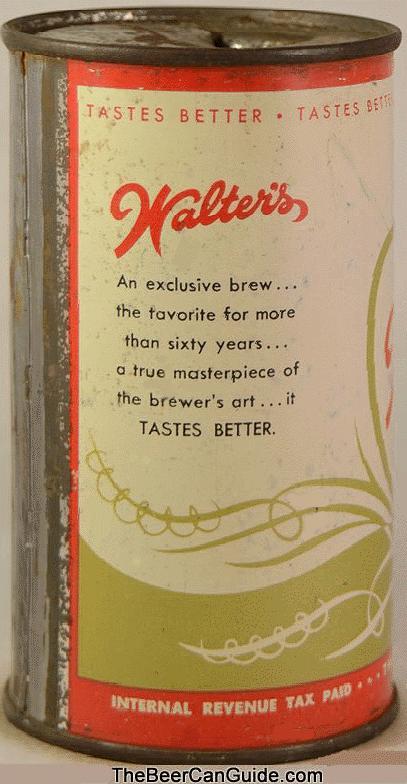 TASTES BETTER • TASTES BETTE
Walter's
An exclusive brew...
the favorite for more
than sixty years...
a true masterpiece of
the brewer's art...it
TASTES BETTER.
INTERNAL REVENUE TAX PAID
TheBeerCanGuide.com